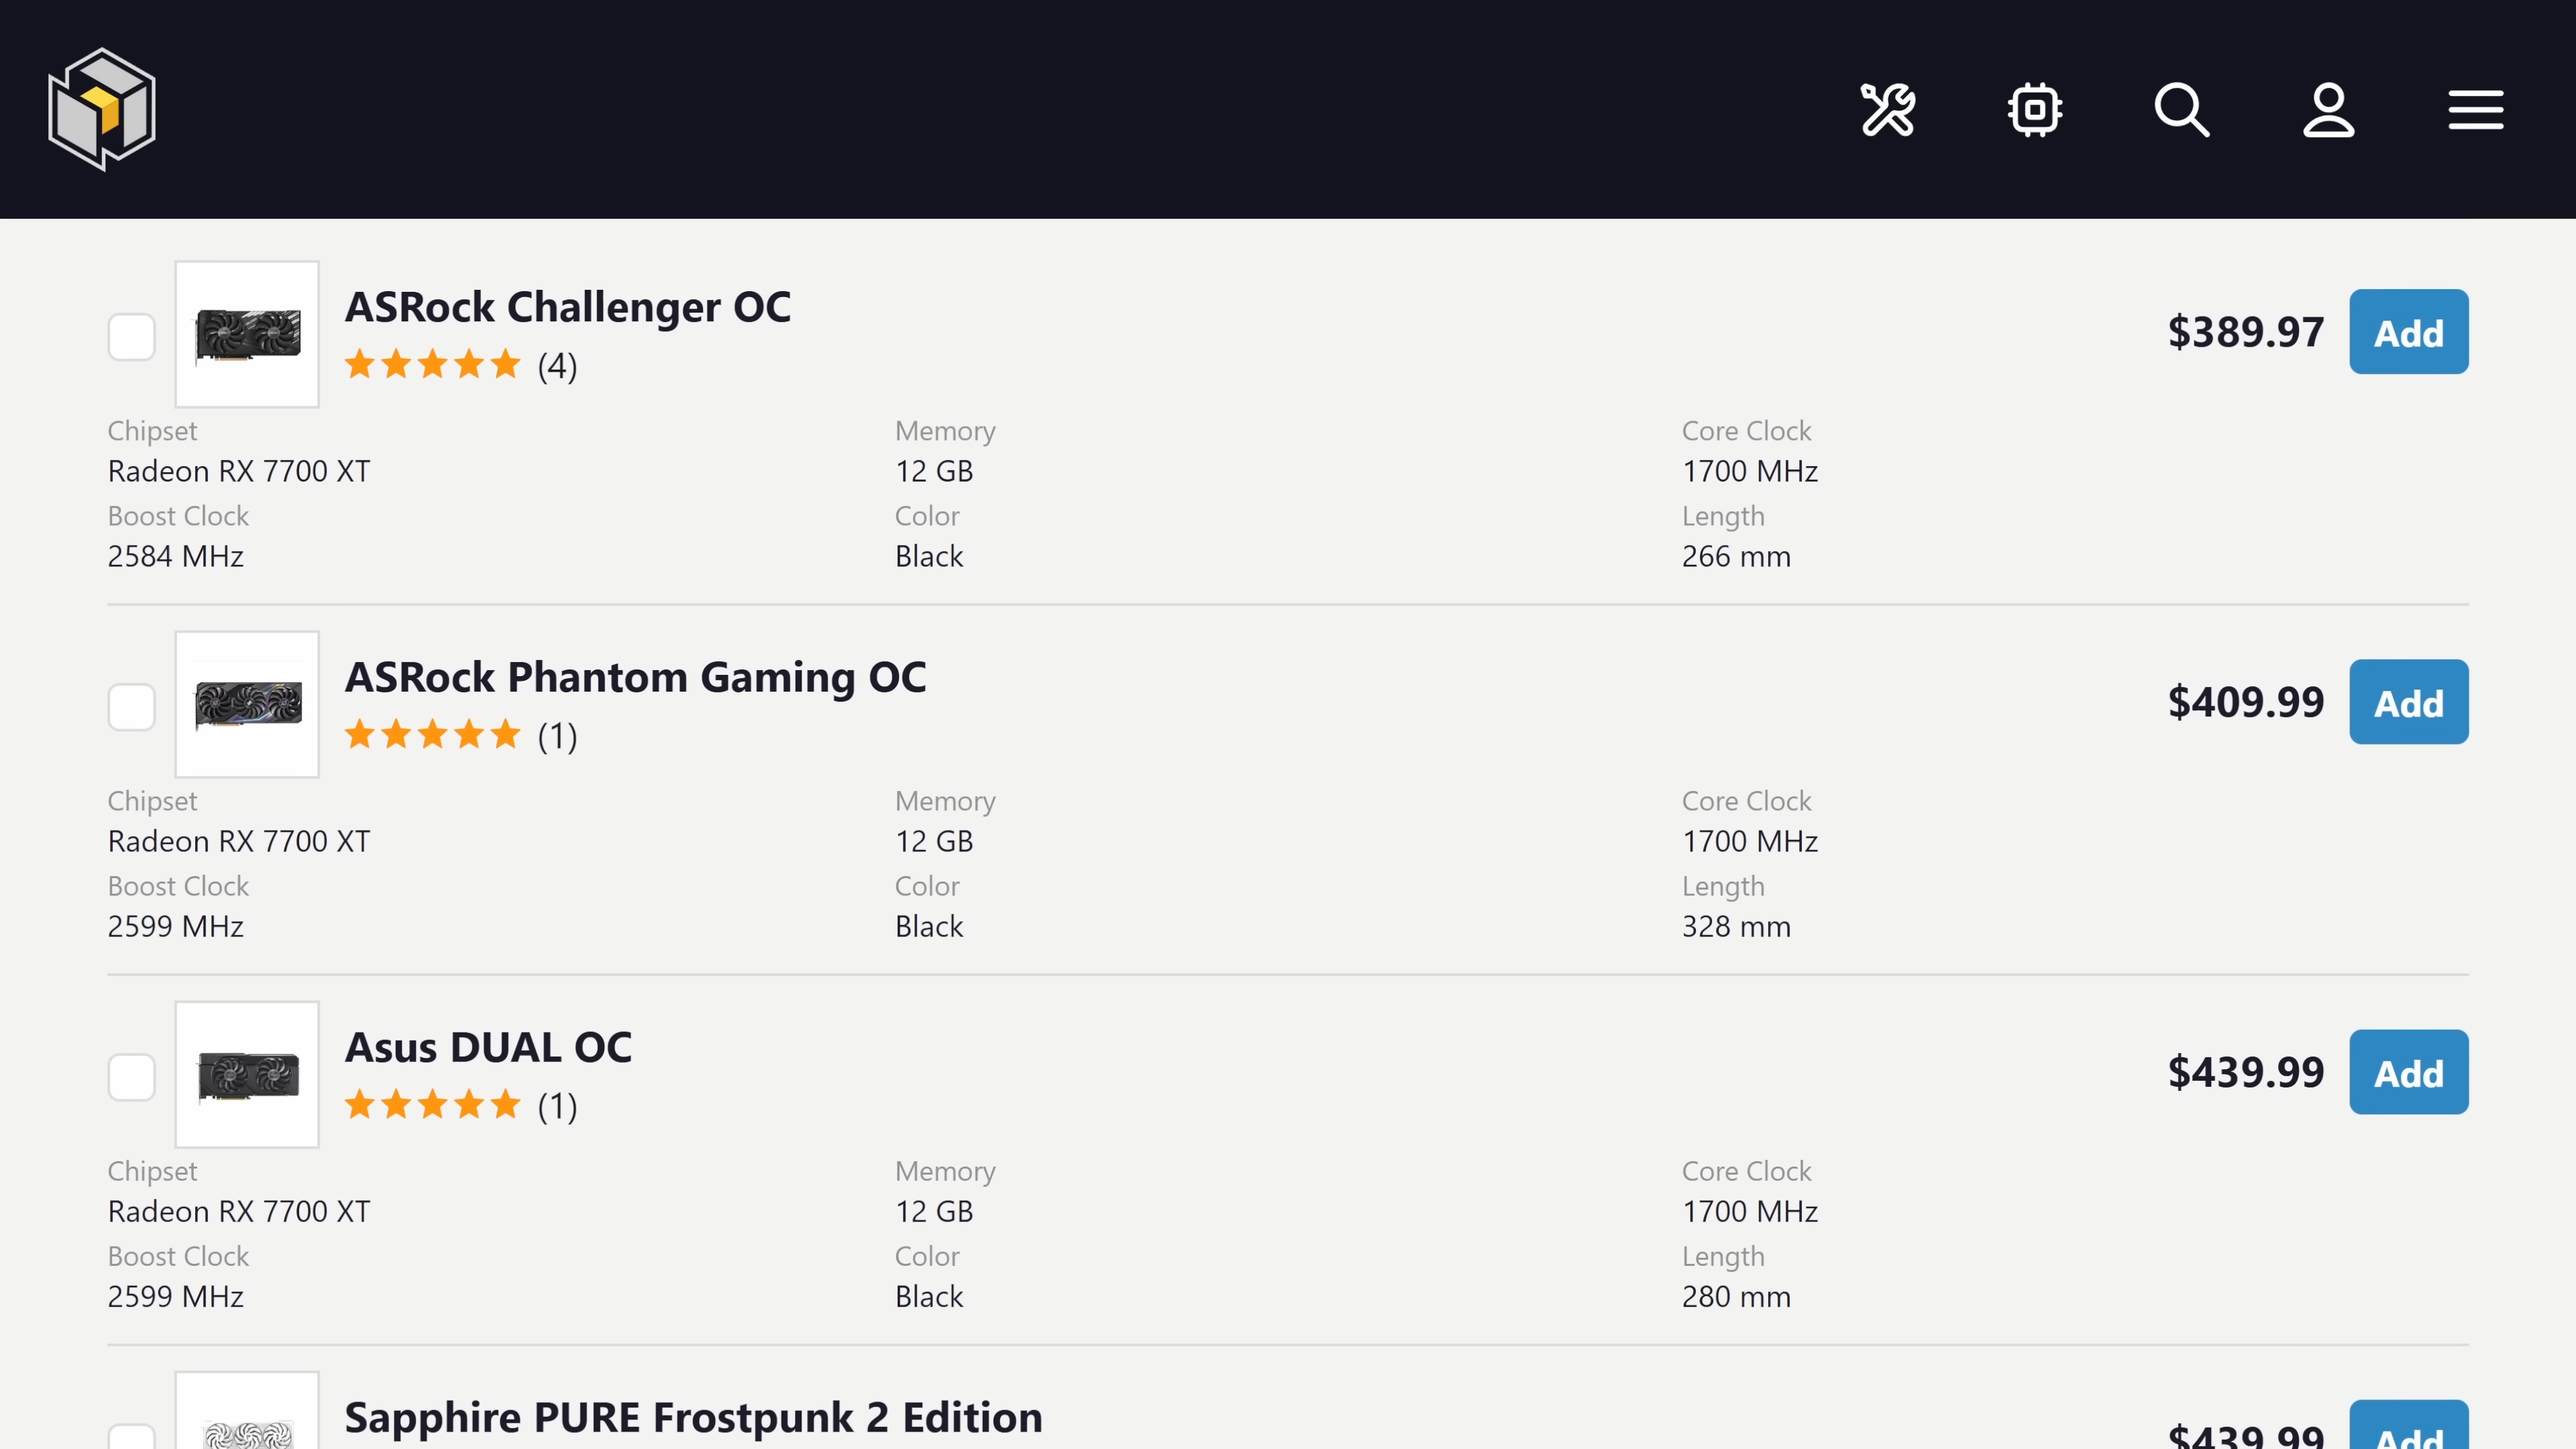 ASRock Challenger OC
(4)
$389.97
Add
Chipset
Memory
Core Clock
Radeon RX 7700 XT
12 GB
1700 MHz
Boost Clock
Color
Length
2584 MHz
Black
266 mm
ASRock Phantom Gaming OC
(1)
$409.99
Add
Chipset
Memory
Core Clock
Radeon RX 7700 XT
12 GB
1700 MHz
Boost Clock
Color
Length
2599 MHz
Black
328 mm
Asus DUAL OC
(1)
$439.99
Add
Chipset
Memory
Core Clock
Radeon RX 7700 XT
12 GB
1700 MHz
Boost Clock
Color
Length
2599 MHz
Black
280 mm
Sapphire PURE Frostpunk 2 Edition
$439.99
Add